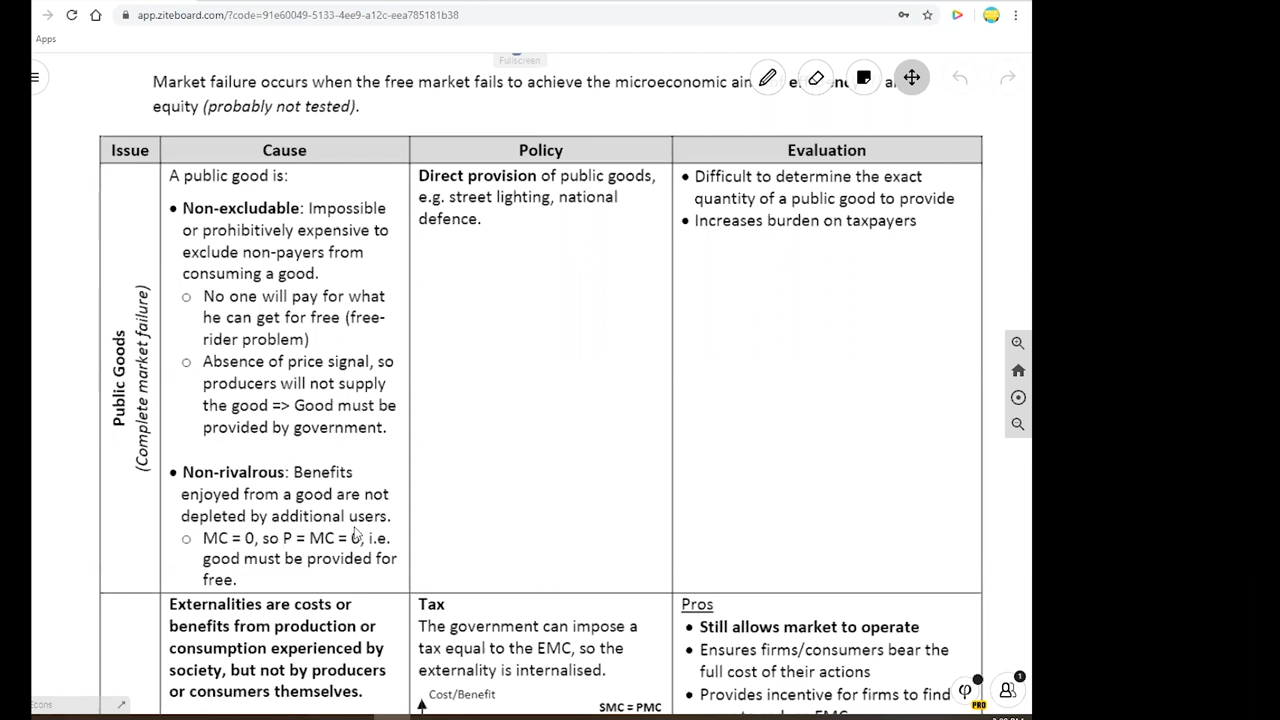 app.ziteboard.com/?code=91e60049-5133-4ee9-a12c-eea785181b38
Apps
Fullscreen
Market failure occurs when the free market fails to achieve the microeconomic
equity (probably not tested).
Issue
Cause
Policy
Evaluation
Public Goods
(Complete market failure)
A public good is:
• Non-excludable: Impossible
or prohibitively expensive to
exclude non-payers from
consuming a good.
○ No one will pay for what
he can get for free (free-
rider problem)
○ Absence of price signal, so
producers will not supply
the good => Good must be
provided by government.
• Non-rivalrous: Benefits
enjoyed from a good are not
depleted by additional users.
○ MC = 0, so P = MC = 0, i.e.
good must be provided for
free.
Direct provision of public goods,
e.g. street lighting, national
defence.
• Difficult to determine the exact
quantity of a public good to provide
• Increases burden on taxpayers
Externalities are costs or
benefits from production or
consumption experienced by
society, but not by producers
or consumers themselves.
Tax
The government can impose a
tax equal to the EMC, so the
externality is internalised.
Cost/Benefit
SMC = PMC
Pros
• Still allows market to operate
• Ensures firms/consumers bear the
full cost of their actions
• Provides incentive for firms to find
Econs
1
PRO